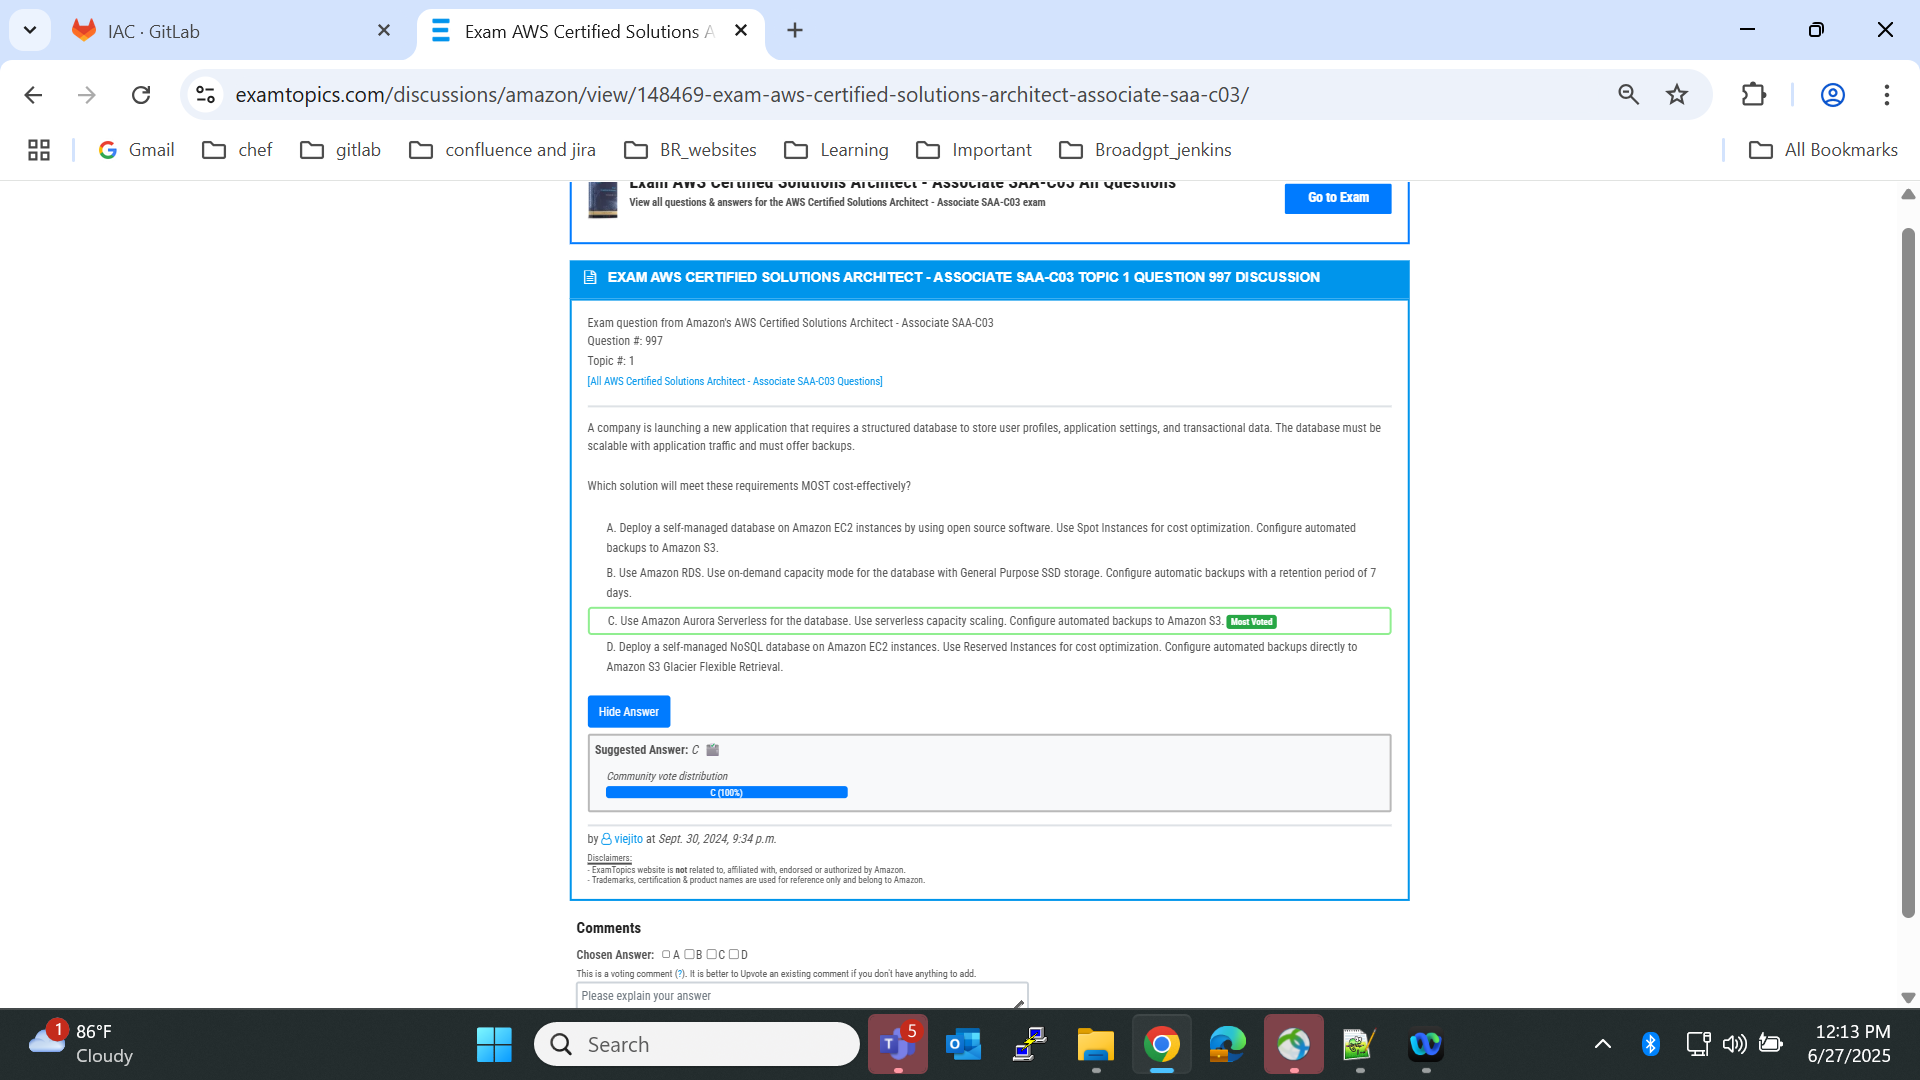 IAC · GitLab
Exam AWS Certified Solutions A
examtopics.com/discussions/amazon/view/148469-exam-aws-certified-solutions-architect-associate-saa-c03/
Gmail
chef
gitlab
confluence and jira
BR_websites
Learning
Important
Broadgpt_jenkins
All Bookmarks
Exam AWS Certified Solutions Architect - Associate SAA-C03 All Questions
View all questions & answers for the AWS Certified Solutions Architect - Associate SAA-C03 exam
Go to Exam
EXAM AWS CERTIFIED SOLUTIONS ARCHITECT - ASSOCIATE SAA-C03 TOPIC 1 QUESTION 997 DISCUSSION
Exam question from Amazon's AWS Certified Solutions Architect - Associate SAA-C03
Question #: 997
Topic #: 1
[All AWS Certified Solutions Architect - Associate SAA-C03 Questions]
A company is launching a new application that requires a structured database to store user profiles, application settings, and transactional data. The database must be
scalable with application traffic and must offer backups.
Which solution will meet these requirements MOST cost-effectively?
A. Deploy a self-managed database on Amazon EC2 instances by using open source software. Use Spot Instances for cost optimization. Configure automated
backups to Amazon S3.
B. Use Amazon RDS. Use on-demand capacity mode for the database with General Purpose SSD storage. Configure automatic backups with a retention period of 7
days.
C. Use Amazon Aurora Serverless for the database. Use serverless capacity scaling. Configure automated backups to Amazon S3. Most Voted
D. Deploy a self-managed NoSQL database on Amazon EC2 instances. Use Reserved Instances for cost optimization. Configure automated backups directly to
Amazon S3 Glacier Flexible Retrieval.
Hide Answer
Suggested Answer: C
Community vote distribution
C (100%)
by viejito at Sept. 30, 2024, 9:34 p.m.
Disclaimers:
- ExamTopics website is not related to, affiliated with, endorsed or authorized by Amazon.
- Trademarks, certification & product names are used for reference only and belong to Amazon.
Comments
Chosen Answer: A B C D
This is a voting comment (?). It is better to Upvote an existing comment if you don't have anything to add.
Please explain your answer
1
86°F
Cloudy
Search
5
12:13 PM
6/27/2025